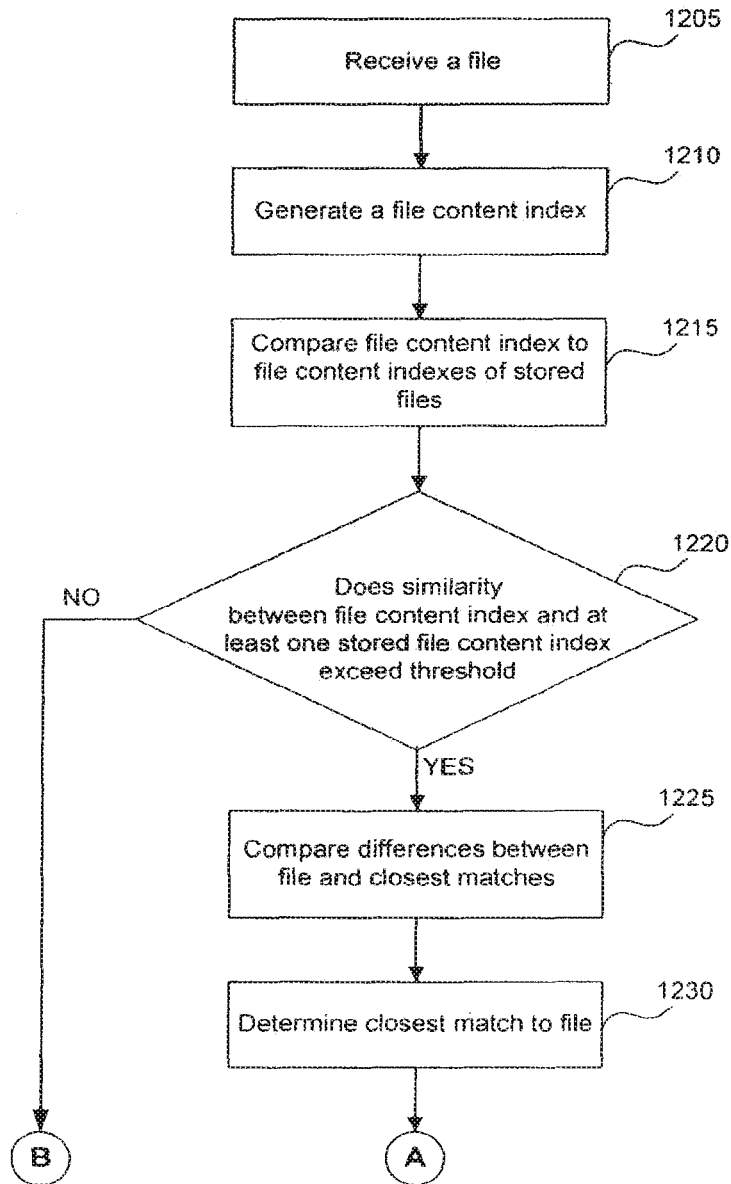 1205
Receive a file
1210
Generate a file content index
1215
Compare file content index to
file content indexes of stored
files
1220
Does similarity
between file content index and at
least one stored file content index
exceed threshold
NO
YES
1225
Compare differences between
file and closest matches
1230
Determine closest match to file
B
A